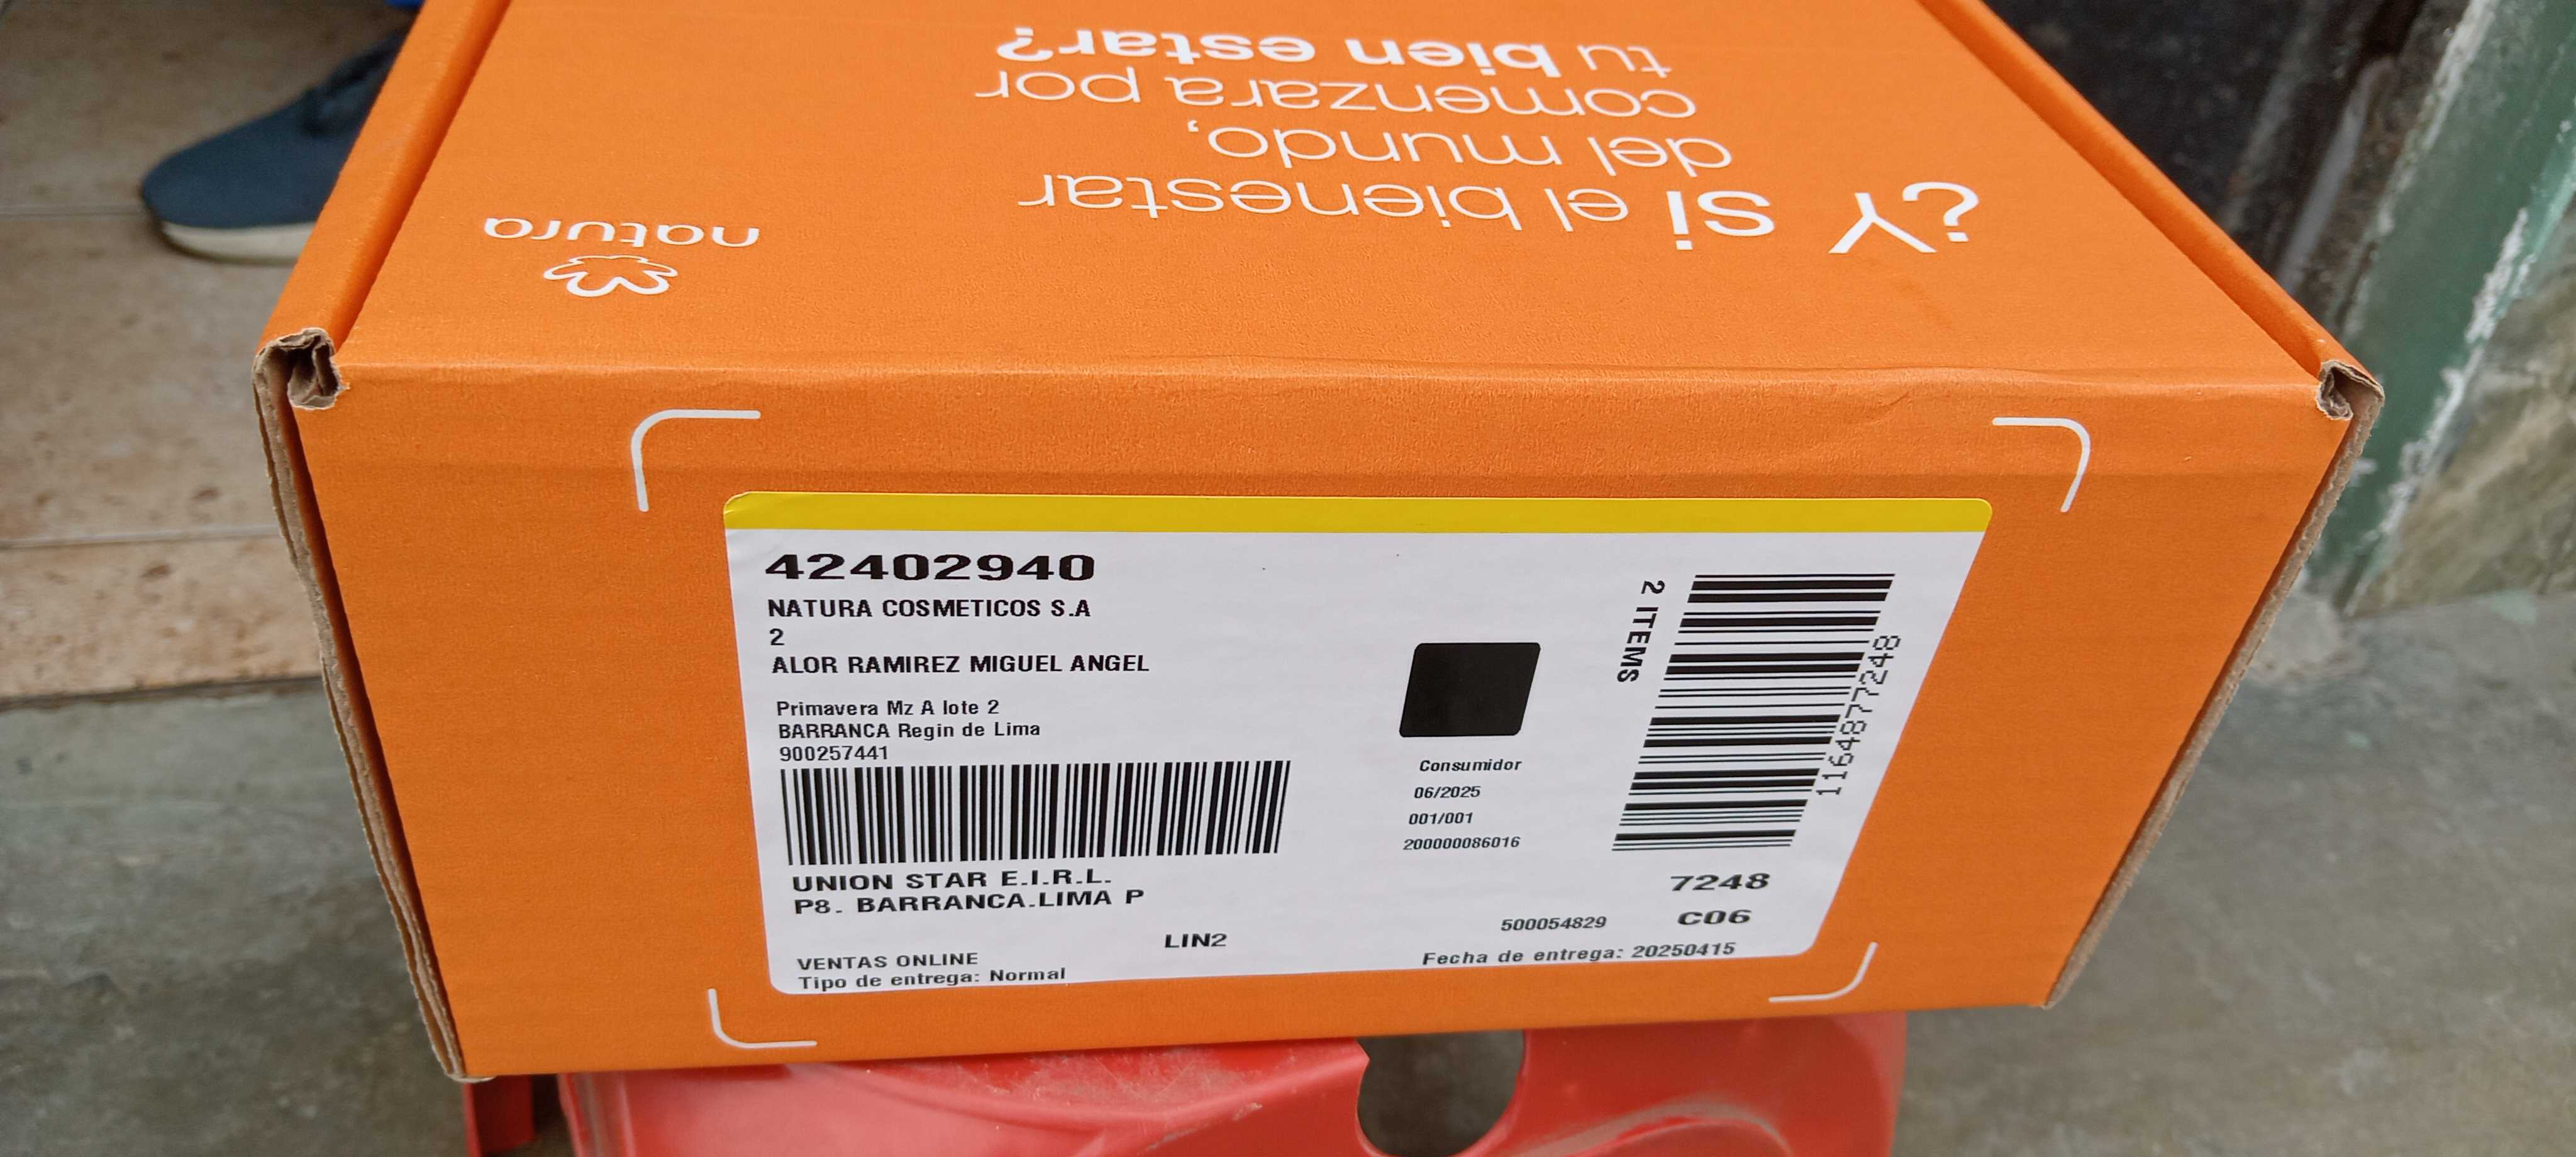 ¿Y si el bienestar
del mundo,
comenzara por
tu bien estar?
natura
42402940
NATURA COSMETICOS S.A
2
ALOR RAMIREZ MIGUEL ANGEL
Primavera Mz A lote 2
BARRANCA Regin de Lima
900257441
UNION STAR E.I.R.L.
P8. BARRANCA.LIMA P
LIN2
VENTAS ONLINE
Tipo de entrega: Normal
Consumidor
06/2025
001/001
200000086016
2 ITEMS
1164877248
7248
500054829
C06
Fecha de entrega: 20250415